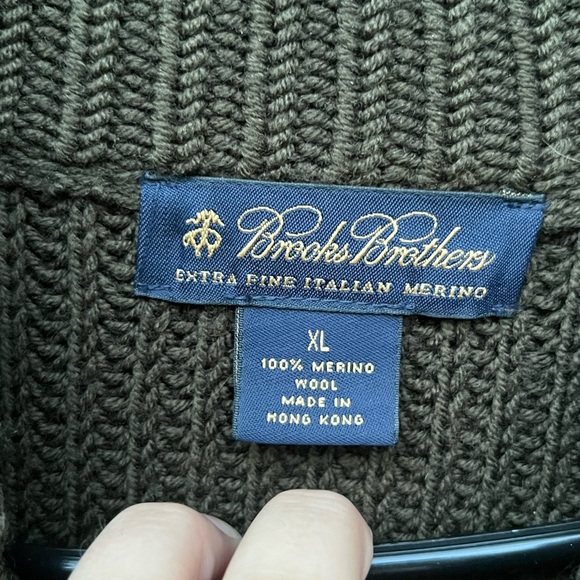 Brooks Brothers
EXTRA FINE ITALIAN MERINO
XL
100% MERINO
WOOL
MADE IN
HONG KONG